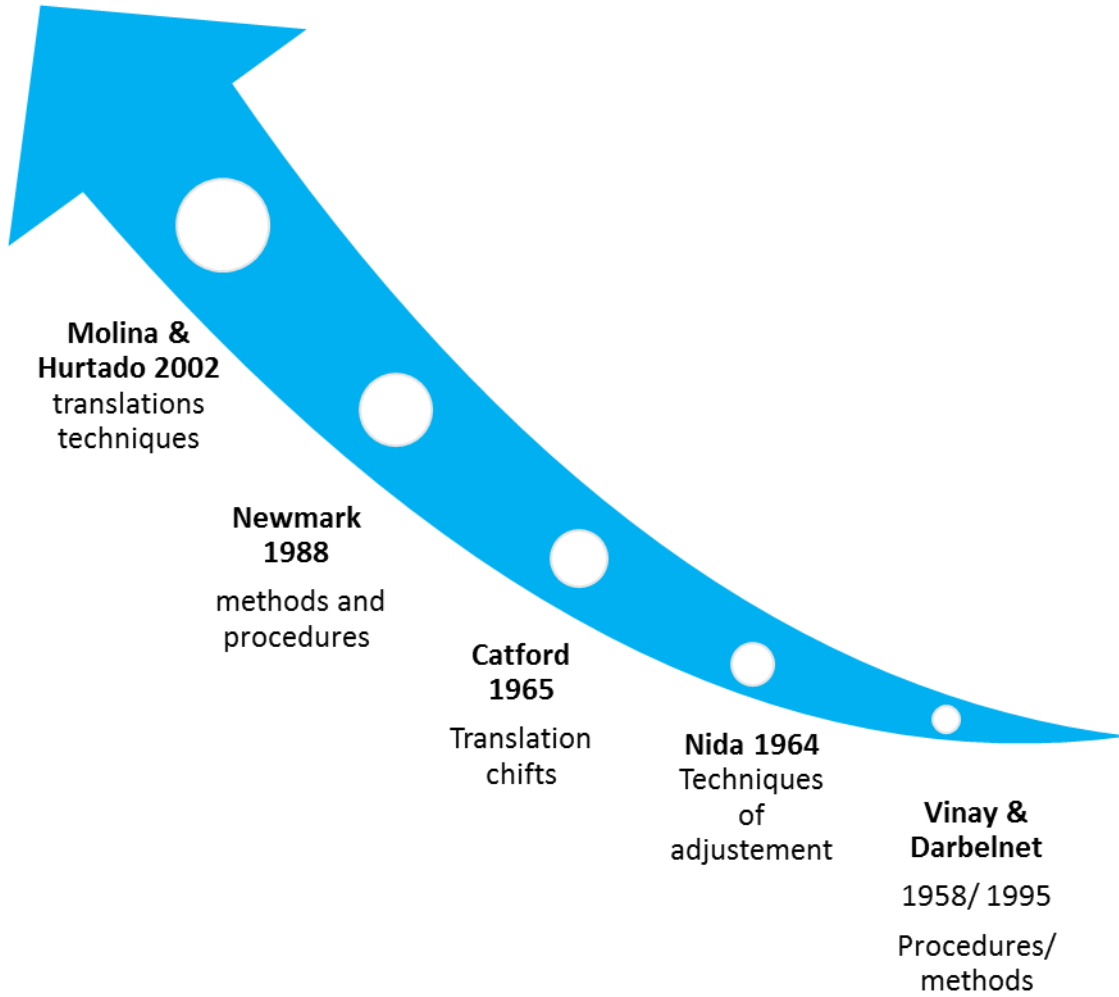 Molina &
Hurtado 2002
translations
techniques
Newmark
1988
methods and
procedures
Catford
1965
Translation
chifts
Nida 1964
Techniques
of
adjustement
Vinay &
Darbelnet
1958/ 1995
Procedures/
methods